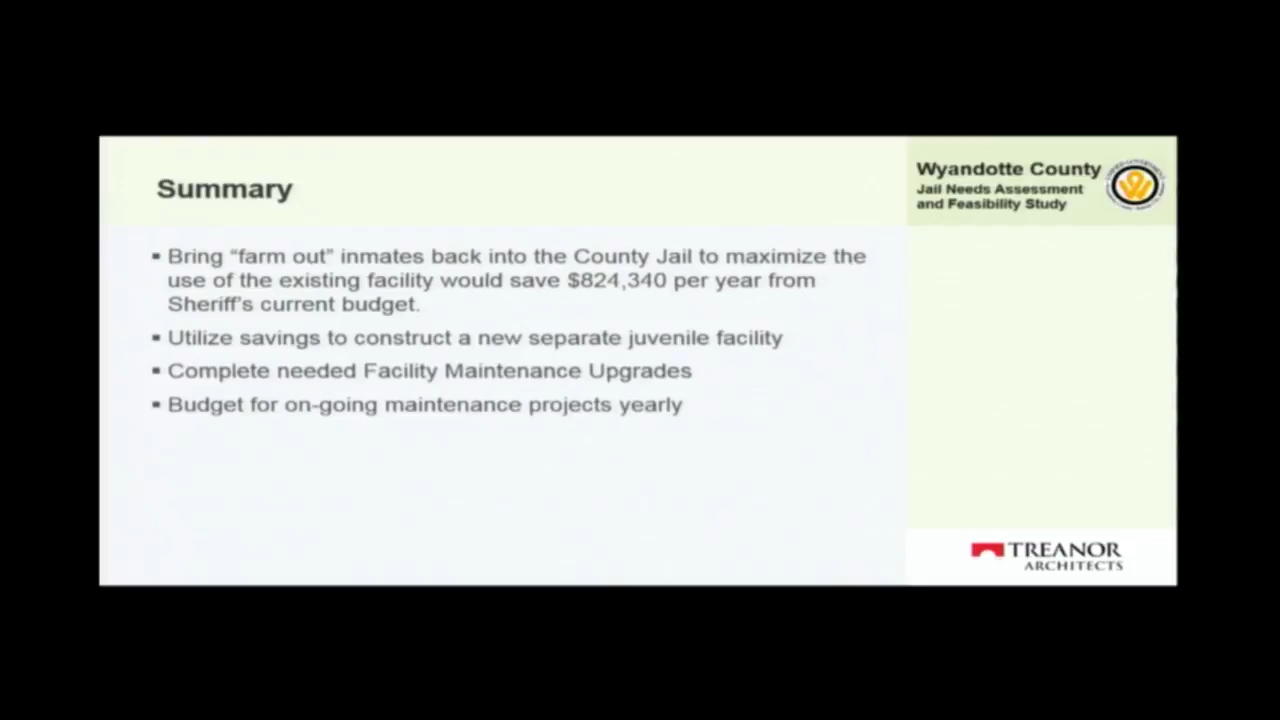 Summary
Wyandotte County
Jail Needs Assessment
and Feasibility Study
▪ Bring “farm out” inmates back into the County Jail to maximize the
use of the existing facility would save $824,340 per year from
Sheriff’s current budget.
▪ Utilize savings to construct a new separate juvenile facility
▪ Complete needed Facility Maintenance Upgrades
▪ Budget for on-going maintenance projects yearly
TREANOR
ARCHITECTS